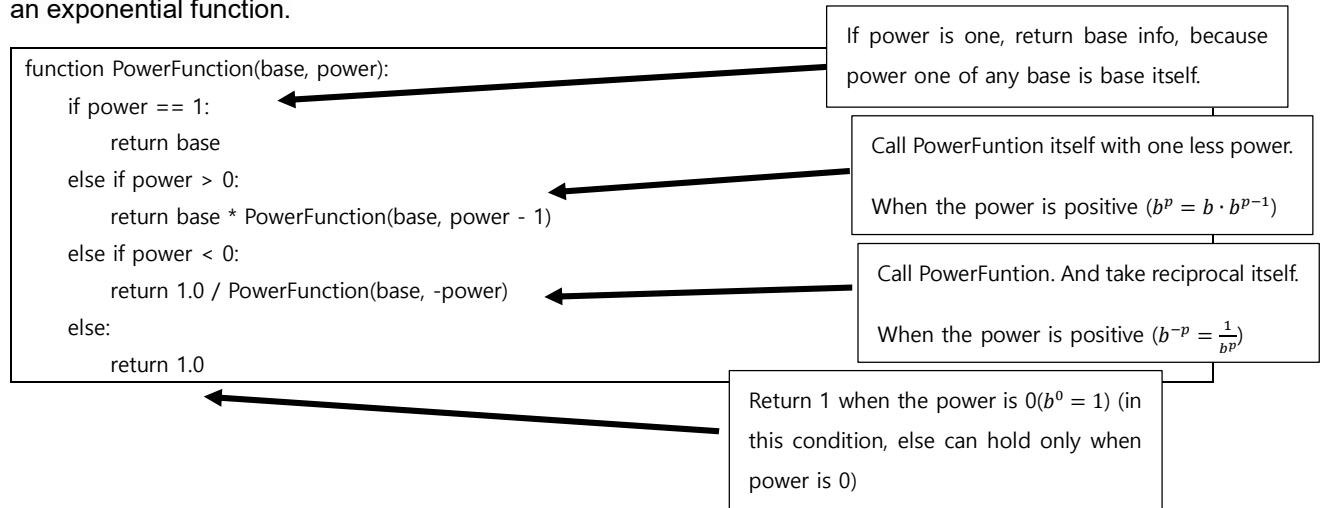 an exponential function.
function PowerFunction(base, power):
if power == 1:
return base
else if power > 0:
return base * PowerFunction(base, power - 1)
else if power < 0:
return 1.0 / PowerFunction(base, -power)
else:
return 1.0
If power is one, return base info, because
power one of any base is base itself.
Call PowerFuntion itself with one less power.
When the power is positive (𝑏^𝑝 = 𝑏 · 𝑏^{𝑝−1})
Call PowerFuntion. And take reciprocal itself.
When the power is positive (𝑏^{−𝑝} = 1/𝑏^𝑝)
Return 1 when the power is 0(𝑏^0 = 1) (in
this condition, else can hold only when
power is 0)